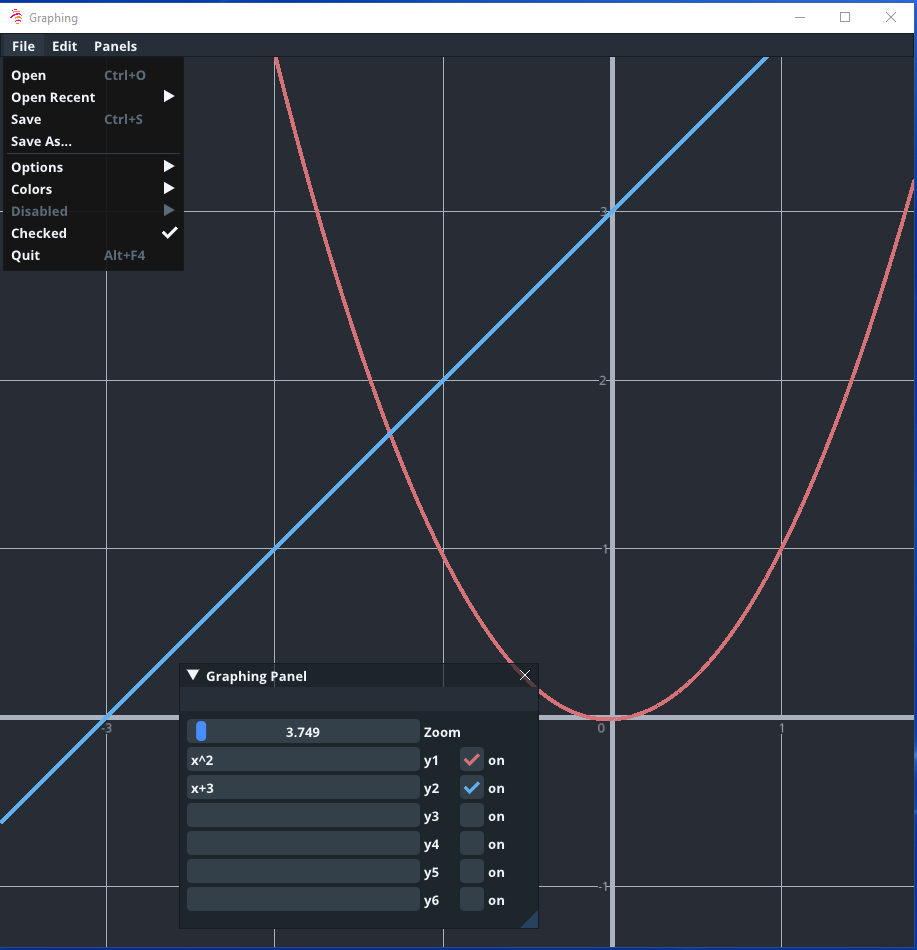 Graphing
File Edit Panels
Open Ctrl+O
Open Recent
Save Ctrl+S
Save As...
Options
Colors
Disabled
Checked
Quit Alt+F4
3
2
1
-3 0 1
-1
Graphing Panel
3.749 Zoom
x^2 y1 on
x+3 y2 on
y3 on
y4 on
y5 on
y6 on